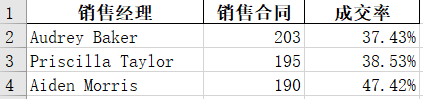 1 销售经理 销售合同 成交率
2 Audrey Baker 203 37.43%
3 Priscilla Taylor 195 38.53%
4 Aiden Morris 190 47.42%